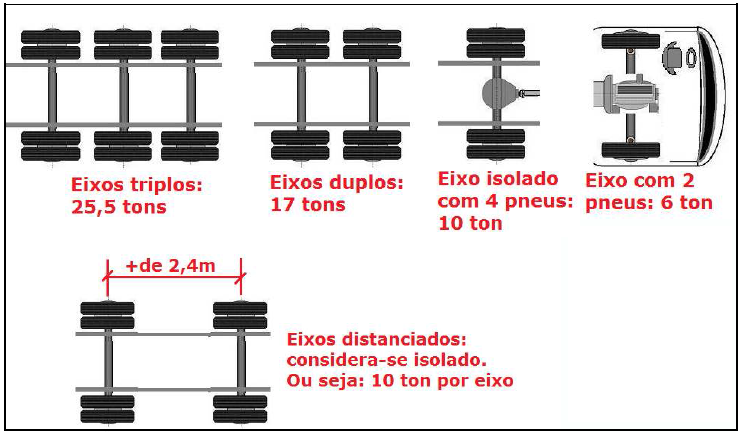 Eixos triplos:
25,5 tons
Eixos duplos:
17 tons
Eixo isolado
com 4 pneus:
10 ton
Eixo com 2
pneus: 6 ton
+de 2,4m
Eixos distanciados:
considera-se isolado.
Ou seja: 10 ton por eixo